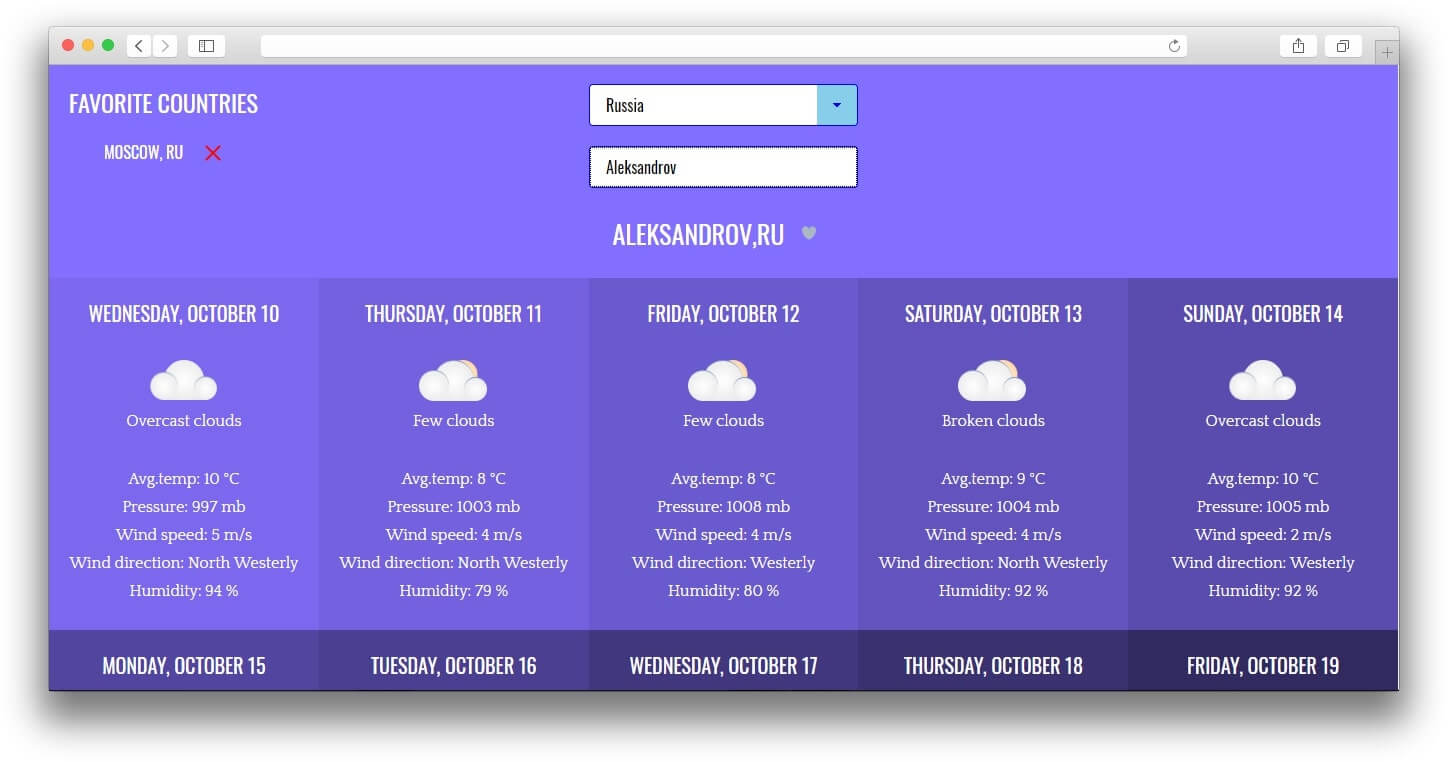 FAVORITE COUNTRIES
MOSCOW, RU
Russia
Aleksandrov
ALEKSANDROV,RU
WEDNESDAY, OCTOBER 10
Overcast clouds
Avg.temp: 10 °C
Pressure: 997 mb
Wind speed: 5 m/s
Wind direction: North Westerly
Humidity: 94 %
THURSDAY, OCTOBER 11
Few clouds
Avg.temp: 8 °C
Pressure: 1003 mb
Wind speed: 4 m/s
Wind direction: North Westerly
Humidity: 79 %
FRIDAY, OCTOBER 12
Few clouds
Avg.temp: 8 °C
Pressure: 1008 mb
Wind speed: 4 m/s
Wind direction: Westerly
Humidity: 80 %
SATURDAY, OCTOBER 13
Broken clouds
Avg.temp: 9 °C
Pressure: 1004 mb
Wind speed: 4 m/s
Wind direction: North Westerly
Humidity: 92 %
SUNDAY, OCTOBER 14
Overcast clouds
Avg.temp: 10 °C
Pressure: 1005 mb
Wind speed: 2 m/s
Wind direction: Westerly
Humidity: 92 %
MONDAY, OCTOBER 15
TUESDAY, OCTOBER 16
WEDNESDAY, OCTOBER 17
THURSDAY, OCTOBER 18
FRIDAY, OCTOBER 19